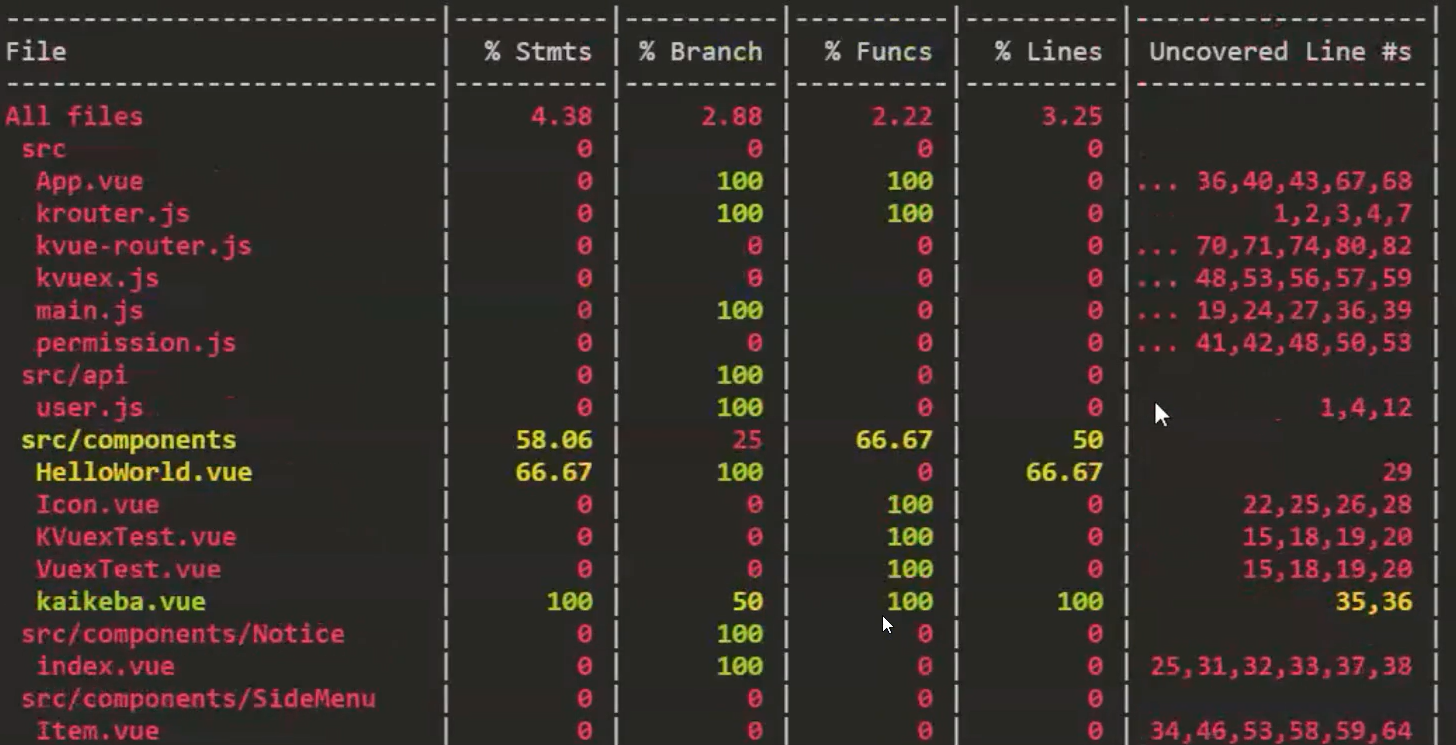 File | % Stmts | % Branch | % Funcs | % Lines | Uncovered Line #s |
All files | 4.38 | 2.88 | 2.22 | 3.25 | |
src | 0 | 0 | 0 | 0 | |
App.vue | 0 | 100 | 100 | 0 | ... 36,40,43,67,68 |
krouter.js | 0 | 100 | 100 | 0 | 1,2,3,4,7 |
kvue-router.js | 0 | 0 | 0 | 0 | ... 70,71,74,80,82 |
kvuex.js | 0 | 0 | 0 | 0 | ... 48,53,56,57,59 |
main.js | 0 | 100 | 0 | 0 | ... 19,24,27,36,39 |
permission.js | 0 | 0 | 0 | 0 | ... 41,42,48,50,53 |
src/api | 0 | 100 | 0 | 0 | |
user.js | 0 | 100 | 0 | 0 | 1,4,12 |
src/components | 58.06 | 25 | 66.67 | 50 | |
HelloWorld.vue | 66.67 | 100 | 0 | 66.67 | 29 |
Icon.vue | 0 | 0 | 100 | 0 | 22,25,26,28 |
KVuexTest.vue | 0 | 0 | 100 | 0 | 15,18,19,20 |
VuexTest.vue | 0 | 0 | 100 | 0 | 15,18,19,20 |
kaikeba.vue | 100 | 50 | 100 | 100 | 35,36 |
src/components/Notice | 0 | 100 | 0 | 0 | |
index.vue | 0 | 100 | 0 | 0 | 25,31,32,33,37,38 |
src/components/SideMenu | 0 | 0 | 0 | 0 | |
Item.vue | 0 | 0 | 0 | 0 | 34,46,53,58,59,64 |